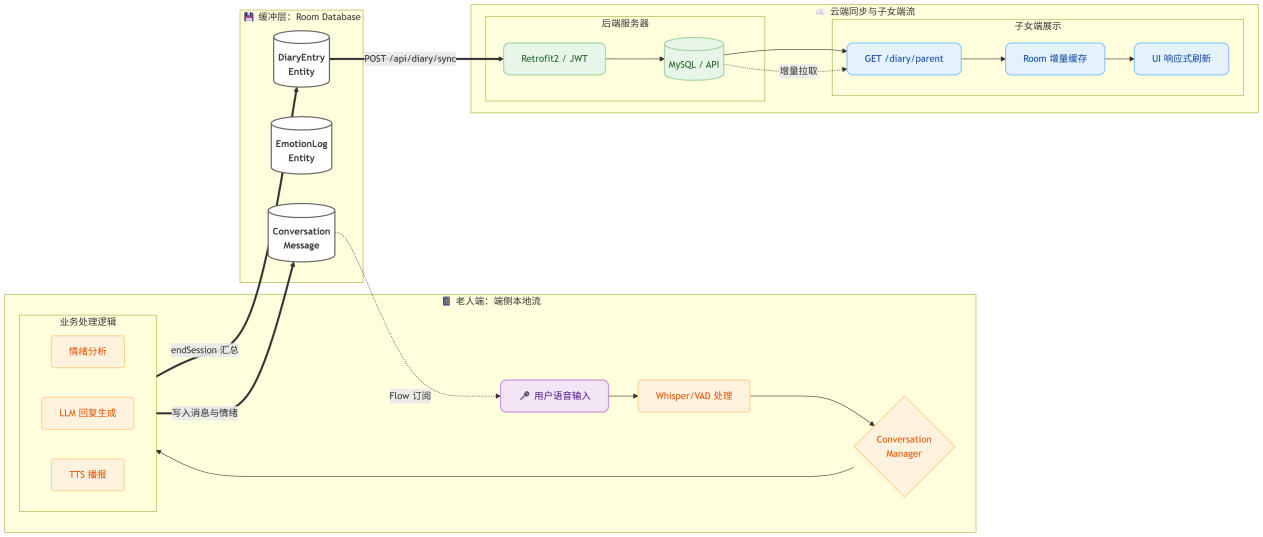 💾 缓冲层：Room Database
DiaryEntry
Entity
EmotionLog
Entity
Conversation
Message
POST /api/diary/sync
☁️ 云端同步与子女端流
后端服务器
Retrofit2 / JWT
MySQL / API
增量拉取
子女端展示
GET /diary/parent
Room 增量缓存
UI 响应式刷新
老人端：端侧本地流
业务处理逻辑
情绪分析
LLM 回复生成
TTS 播报
endSession 汇总
写入消息与情绪
Flow 订阅
🎤 用户语音输入
Whisper/VAD 处理
Conversation
Manager